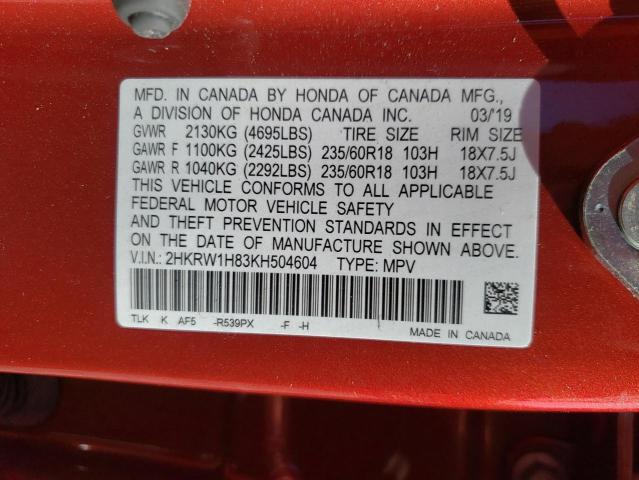 MFD. IN CANADA BY HONDA OF CANADA MFG.,
A DIVISION OF HONDA CANADA INC. 03/'19
GVWR 2130KG (4695LBS) TIRE SIZE RIM SIZE
GAWR F 1100KG (2425LBS) 235/60R18 103H 18X7.5J
GAWR R 1040KG (2292LBS) 235/60R18 103H 18X7.5J
THIS VEHICLE CONFORMS TO ALL APPLICABLE
FEDERAL MOTOR VEHICLE SAFETY
AND THEFT PREVENTION STANDARDS IN EFFECT
ON THE DATE OF MANUFACTURE SHOWN ABOVE.
V.I.N.: 2HKRW1H83KH504604 TYPE: MPV
TLK K AF5 -R539PX -F -H
MADE IN CANADA